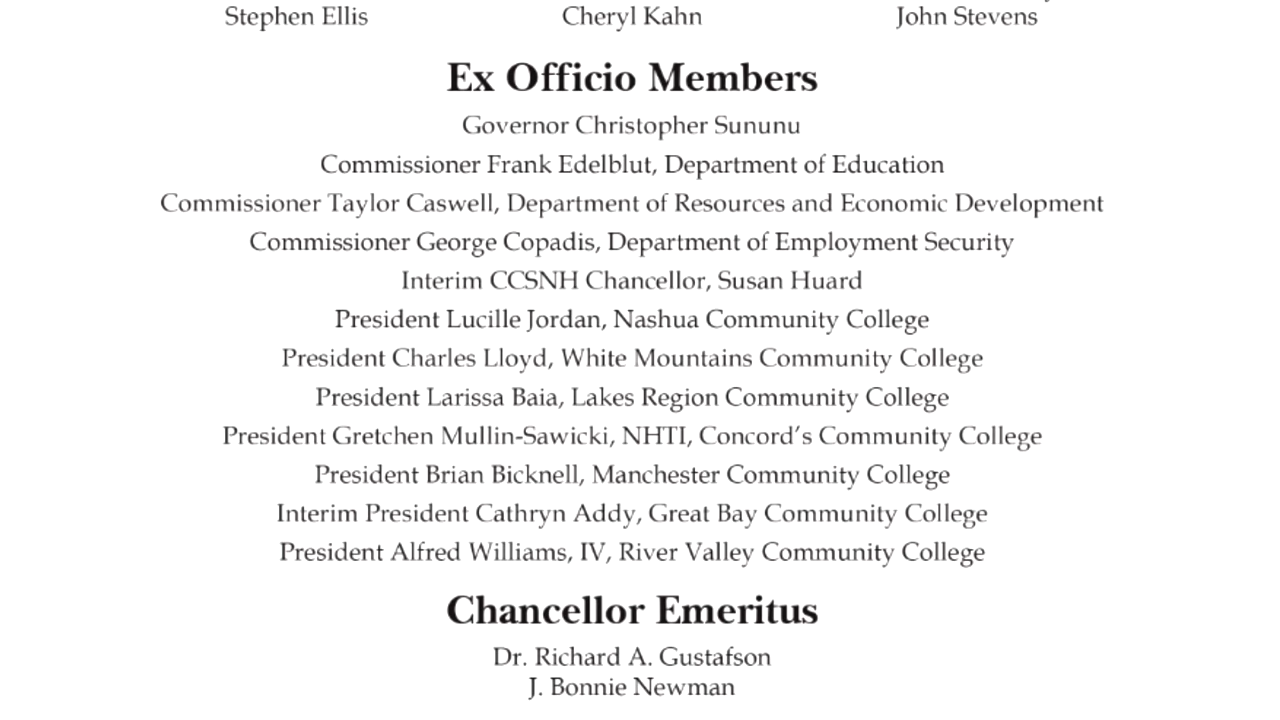 Stephen Ellis Cheryl Kahn John Stevens
Ex Officio Members
Governor Christopher Sununu
Commissioner Frank Edelblut, Department of Education
Commissioner Taylor Caswell, Department of Resources and Economic Development
Commissioner George Copadis, Department of Employment Security
Interim CCSNH Chancellor, Susan Huard
President Lucille Jordan, Nashua Community College
President Charles Lloyd, White Mountains Community College
President Larissa Baia, Lakes Region Community College
President Gretchen Mullin-Sawicki, NHTI, Concord's Community College
President Brian Bicknell, Manchester Community College
Interim President Cathryn Addy, Great Bay Community College
President Alfred Williams, IV, River Valley Community College
Chancellor Emeritus
Dr. Richard A. Gustafson
J. Bonnie Newman